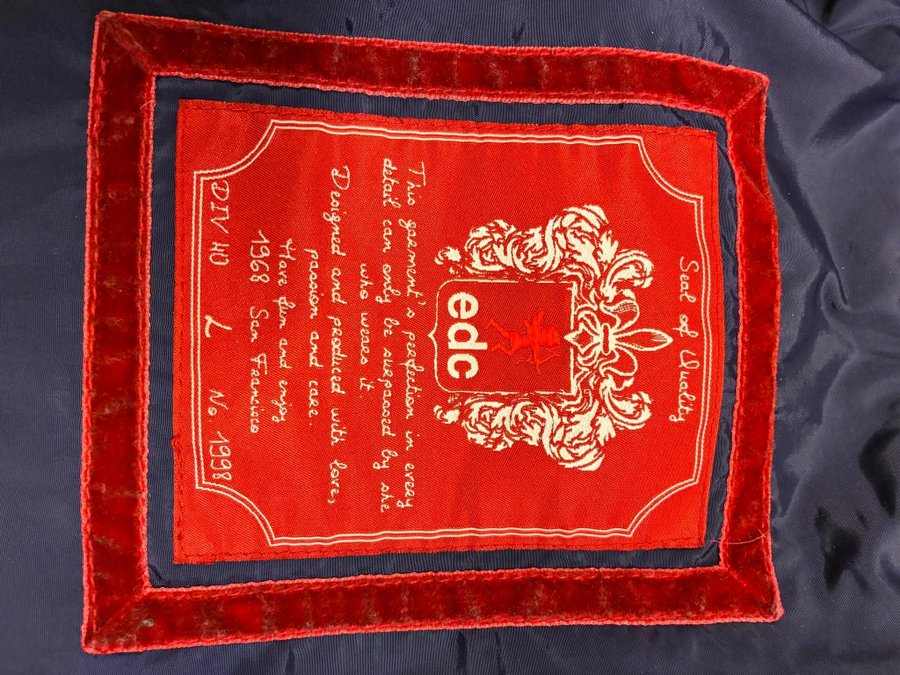 Seal of Quality
edc
This garment's perfection in every
detail can only be surpassed by she
who wears it.
Designed and produced with love,
passion and care.
Have fun and enjoy
1968 San Francisco
DIV 40 L No 1998